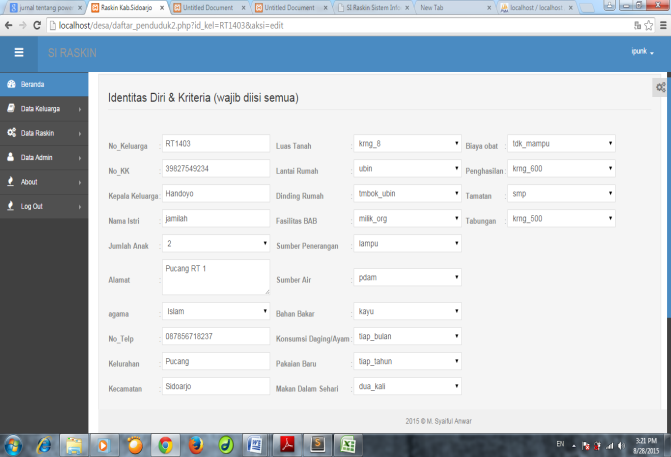 jurnal tentang power
Raskin Kab.Sidoarjo
Untitled Document
Untitled Document
SI Raskin Sistem Info
New Tab
localhost / localhost
localhost/desa/daftar_penduduk2.php?id_kel=RT1403&aksi=edit
SI RASKIN
ipunk
Beranda
Data Keluarga
Data Raskin
Data Admin
About
Log Out
Identitas Diri & Kriteria (wajib diisi semua)
No_Keluarga : RT1403 Luas Tanah : krng_8 Biaya obat : tdk_mampu
No_KK : 39827549234 Lantai Rumah : ubin Penghasilan : krng_600
Kepala Keluarga : Handoyo Dinding Rumah : tmbok_ubin Tamatan : smp
Nama Istri : jamilah Fasilitas BAB : milik_org Tabungan : krng_500
Jumlah Anak : 2 Sumber Penerangan : lampu
Alamat : Pucang RT 1 Sumber Air : pdam
agama : Islam Bahan Bakar : kayu
No_Telp : 087856718237 Konsumsi Daging/Ayam : tiap_bulan
Kelurahan : Pucang Pakaian Baru : tiap_tahun
Kecamatan : Sidoarjo Makan Dalam Sehari : dua_kali
2015 © M. Syaiful Anwar
EN
3:21 PM
8/28/2015